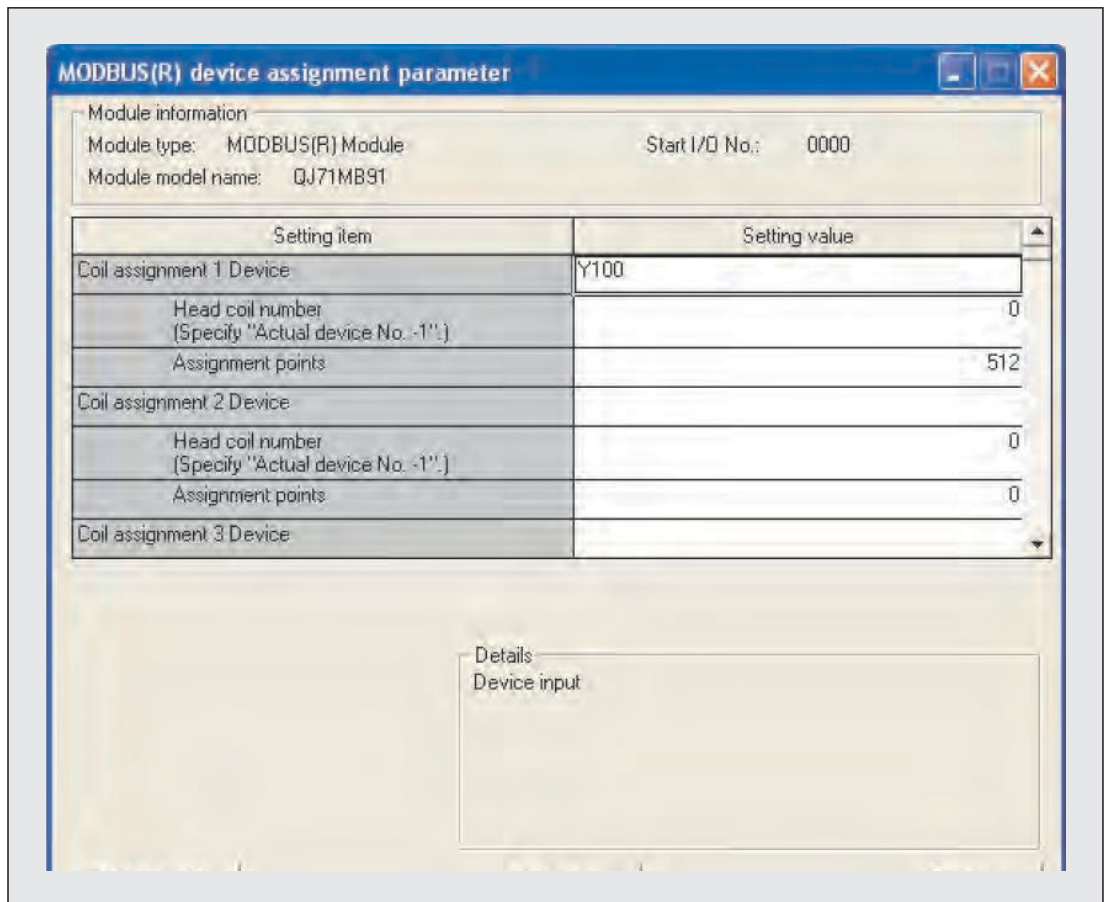 MODBUS(R) device assignment parameter
Module information
Module type: MODBUS(R) Module Start I/O No.: 0000
Module model name: QJ71MB91
Setting item Setting value
Coil assignment 1 Device Y100
Head coil number 0
(Specify "Actual device No. -1".)
Assignment points 512
Coil assignment 2 Device
Head coil number 0
(Specify "Actual device No. -1".)
Assignment points 0
Coil assignment 3 Device
Details
Device input